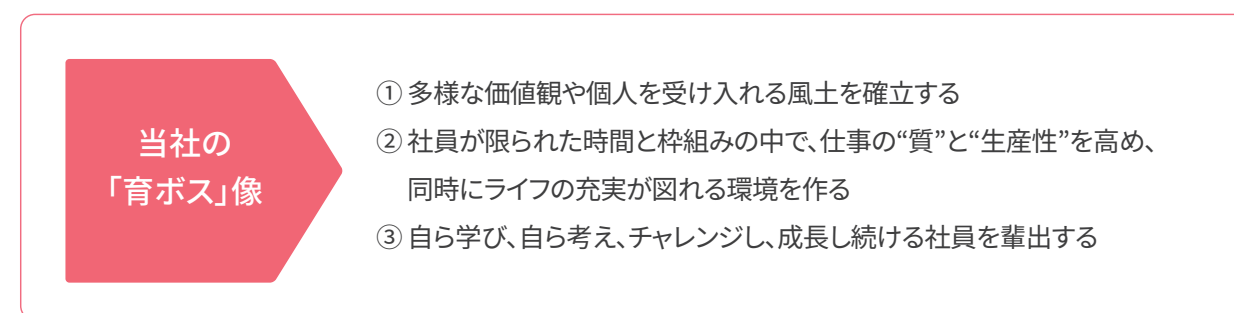 当社の
「育ボス」像
① 多様な価値観や個人を受け入れる風土を確立する
② 社員が限られた時間と枠組みの中で、仕事の“質”と“生産性”を高め、
同時にライフの充実が図れる環境を作る
③ 自ら学び、自ら考え、チャレンジし、成長し続ける社員を輩出する